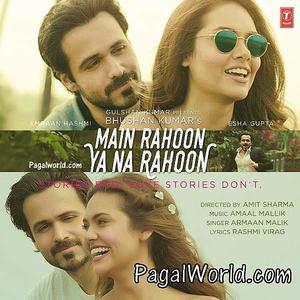 T-SERIES
GULSHAN KUMAR PRESENTS
BHUSHAN KUMAR's
EMRAAN HASHMI
ESHA GUPTA
MAIN RAHOON
YA NA RAHOON
PagalWorld.com
STORIES END, LOVE STORIES DON'T.
DIRECTED BY AMIT SHARMA
MUSIC AMAAL MALLIK
SINGER ARMAAN MALIK
LYRICS RASHMI VIRAG
PagalWorld.com